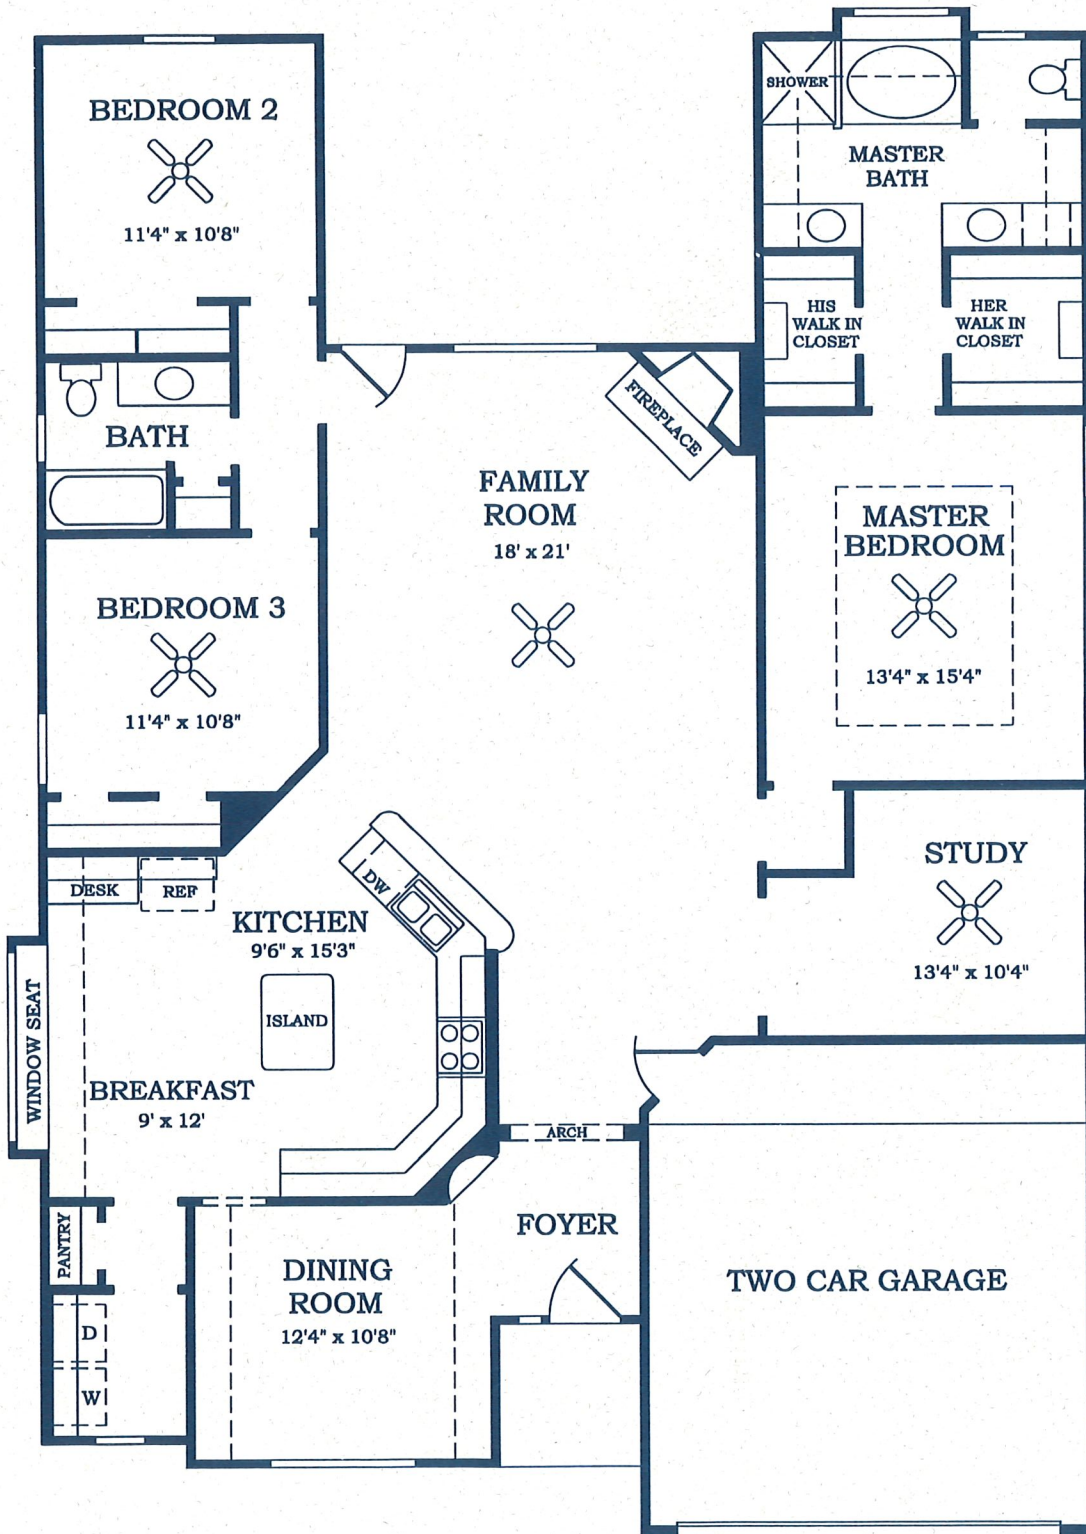 BEDROOM 2
11'4" x 10'8"
SHOWER
MASTER
BATH
HIS
WALK IN
CLOSET
HER
WALK IN
CLOSET
BATH
FIREPLACE
FAMILY
ROOM
18' x 21'
MASTER
BEDROOM
13'4" x 15'4"
BEDROOM 3
11'4" x 10'8"
STUDY
13'4" x 10'4"
DESK
REF
DW
KITCHEN
9'6" x 15'3"
ISLAND
WINDOW SEAT
BREAKFAST
9' x 12'
ARCH
PANTRY
FOYER
DINING
ROOM
12'4" x 10'8"
TWO CAR GARAGE
D
W